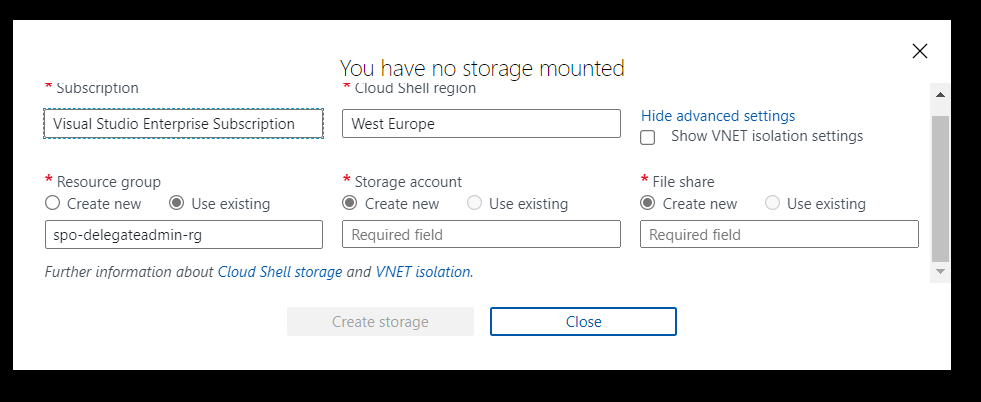 You have no storage mounted
* Subscription
* Cloud Shell region
Visual Studio Enterprise Subscription
West Europe
Hide advanced settings
Show VNET isolation settings
* Resource group
* Storage account
* File share
Create new Use existing
Create new Use existing
Create new Use existing
spo-delegateadmin-rg
Required field
Required field
Further information about Cloud Shell storage and VNET isolation.
Create storage
Close